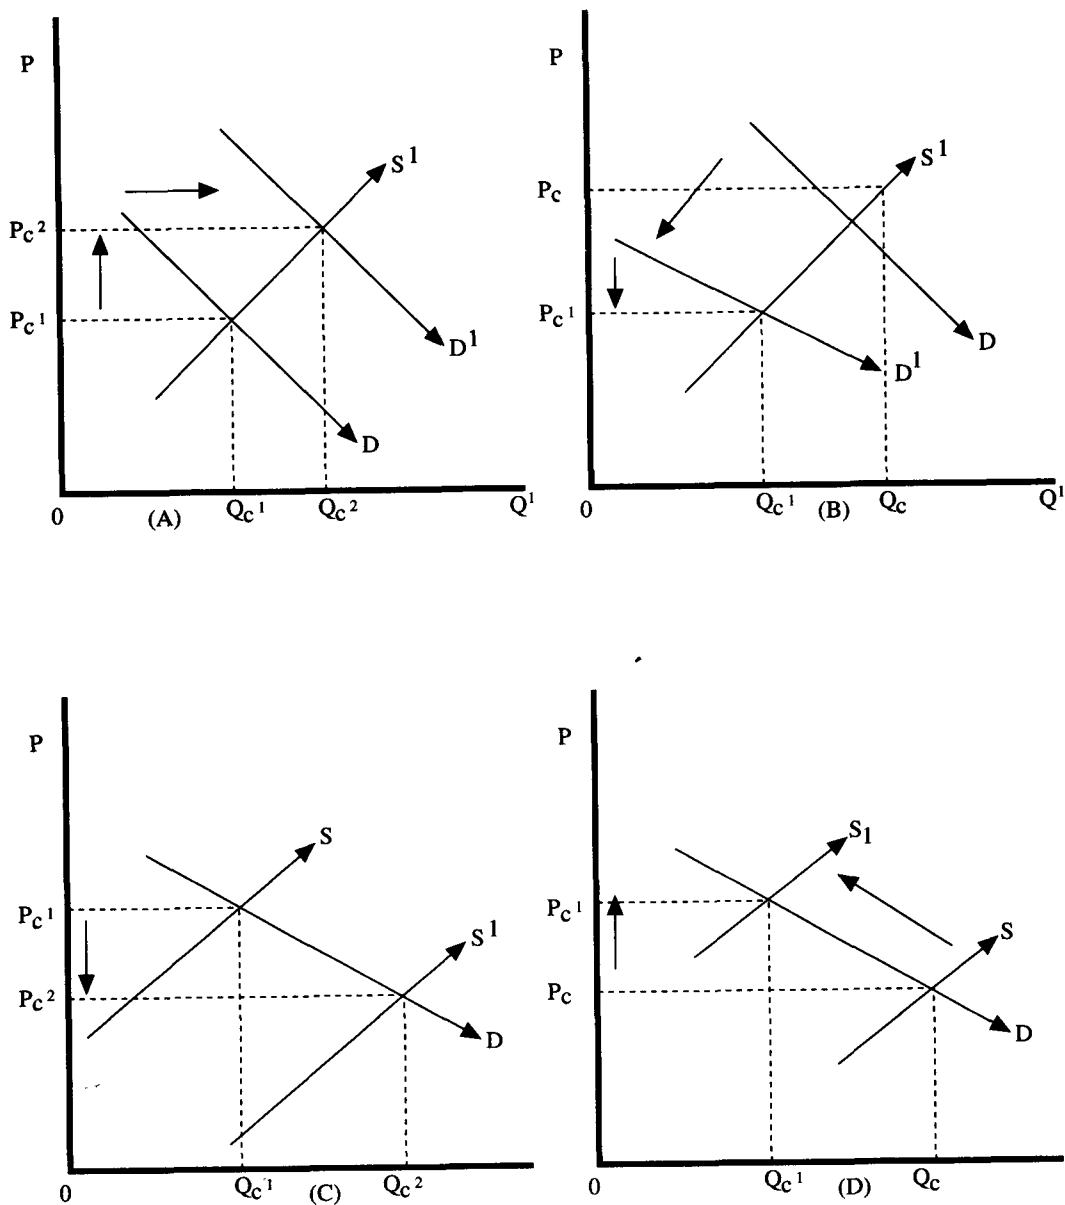 P
S¹
Pc²
Pc¹
D¹
D
0
(A)
Qc¹
Qc²
Q¹
P
S¹
Pc
Pc¹
D
D¹
0
Qc¹
(B)
Qc
Q¹
P
S
Pc¹
S¹
Pc²
D
0
Qc¹
(C)
Qc²
P
S1
Pc¹
S
Pc
D
0
Qc¹
(D)
Qc